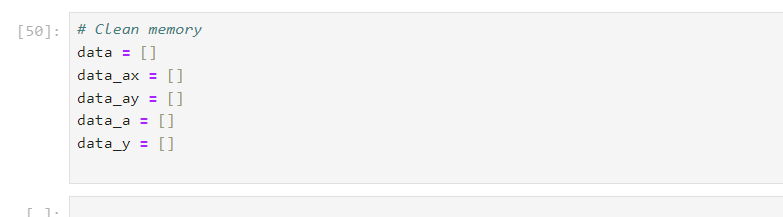 [50]: # Clean memory
data = []
data_ax = []
data_ay = []
data_a = []
data_y = []
[ ]: